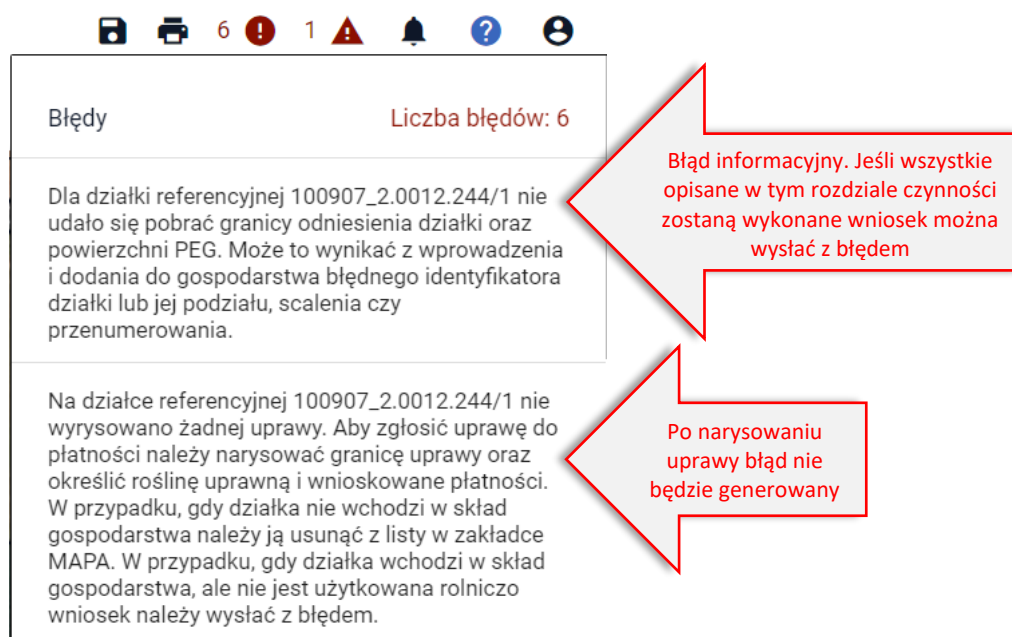 6 1
Błędy Liczba błędów: 6
Dla działki referencyjnej 100907_2.0012.244/1 nie
udało się pobrać granicy odniesienia działki oraz
powierzchni PEG. Może to wynikać z wprowadzenia
i dodania do gospodarstwa błędnego identyfikatora
działki lub jej podziału, scalenia czy
przenumerowania.
Błąd informacyjny. Jeśli wszystkie
opisane w tym rozdziale czynności
zostaną wykonane wniosek można
wysłać z błędem
Na działce referencyjnej 100907_2.0012.244/1 nie
wyrysowano żadnej uprawy. Aby zgłosić uprawę do
płatności należy narysować granicę uprawy oraz
określić roślinę uprawną i wnioskowane płatności.
W przypadku, gdy działka nie wchodzi w skład
gospodarstwa należy ją usunąć z listy w zakładce
MAPA. W przypadku, gdy działka wchodzi w skład
gospodarstwa, ale nie jest użytkowana rolniczo
wniosek należy wysłać z błędem.
Po narysowaniu
uprawy błąd nie
będzie generowany